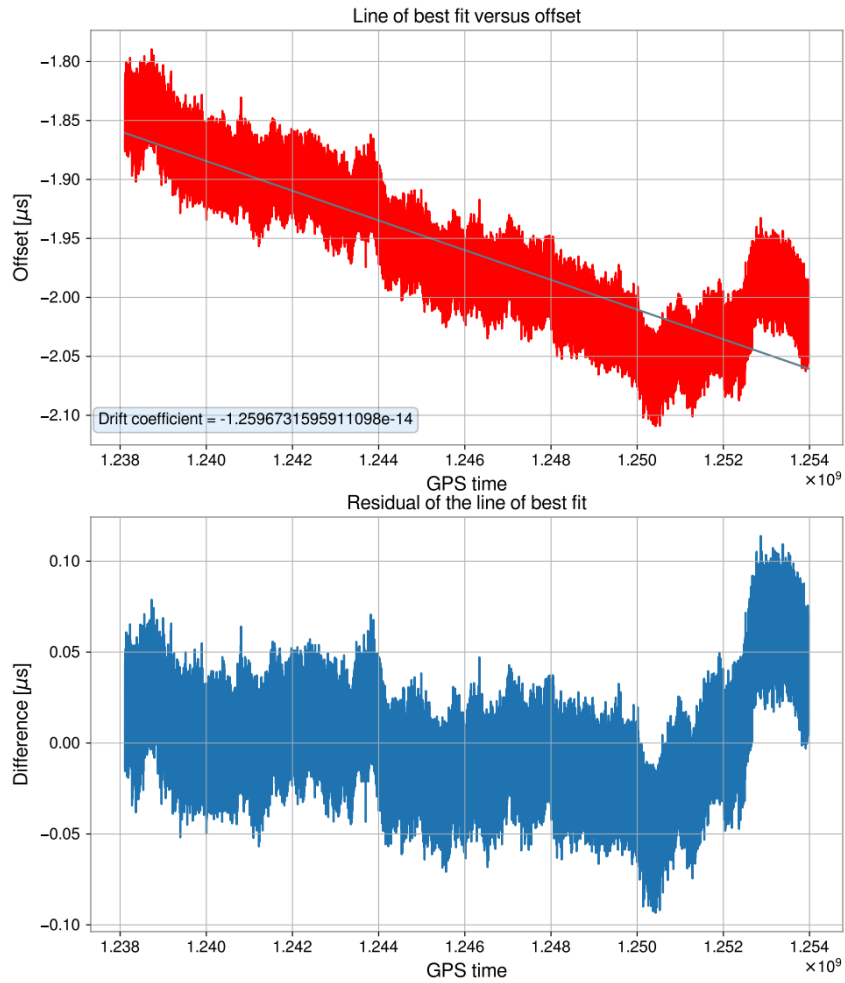 Line of best fit versus offset
Offset [μs]
−1.80
−1.85
−1.90
−1.95
−2.00
−2.05
−2.10
Drift coefficient = -1.2596731595911098e-14
1.238 1.240 1.242 1.244 1.246 1.248 1.250 1.252 1.254
GPS time
×10⁹
Residual of the line of best fit
Difference [μs]
0.10
0.05
0.00
−0.05
−0.10
1.238 1.240 1.242 1.244 1.246 1.248 1.250 1.252 1.254
GPS time
×10⁹